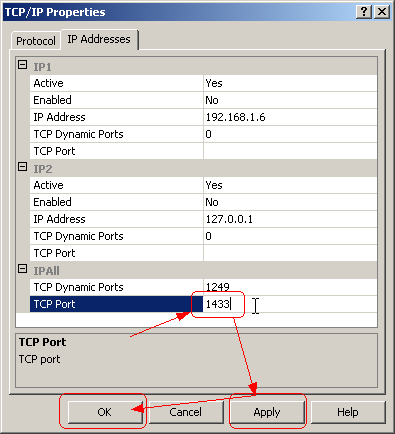 TCP/IP Properties
Protocol IP Addresses
IP1
Active Yes
Enabled No
IP Address 192.168.1.6
TCP Dynamic Ports 0
TCP Port
IP2
Active Yes
Enabled No
IP Address 127.0.0.1
TCP Dynamic Ports 0
TCP Port
IPAll
TCP Dynamic Ports 1249
TCP Port 1433
TCP Port
TCP port
OK Cancel Apply Help